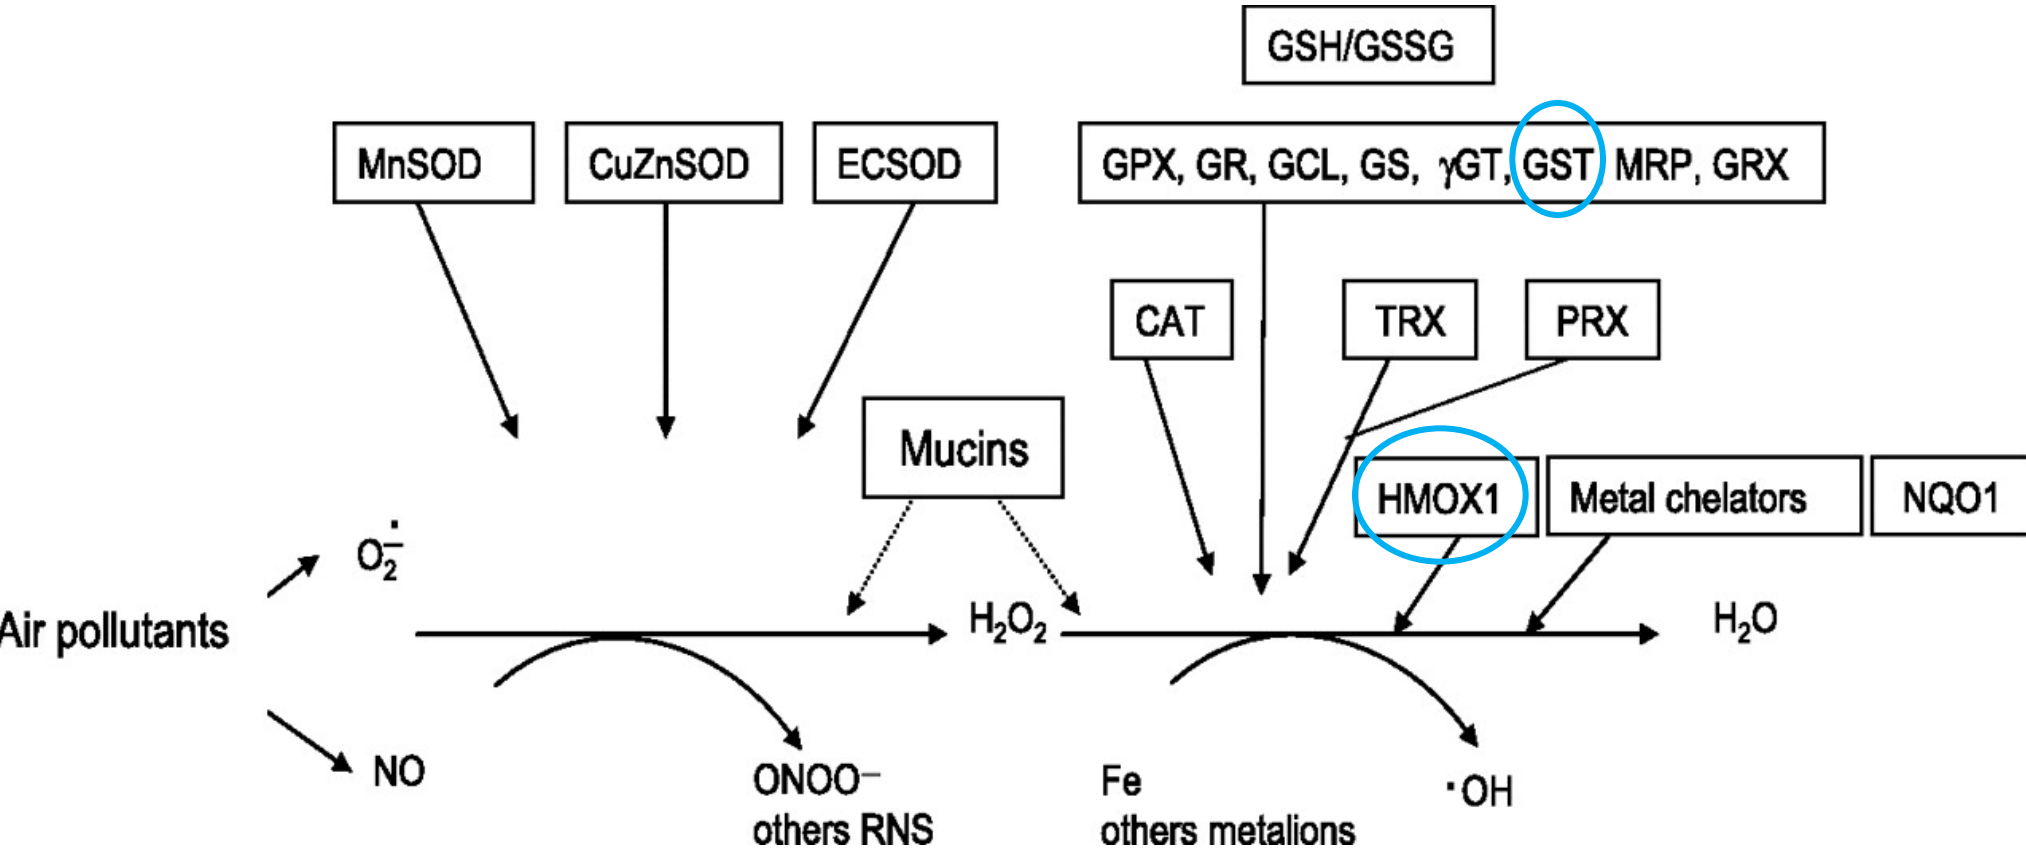 GSH/GSSG
MnSOD
CuZnSOD
ECSOD
GPX, GR, GCL, GS, γGT, GST MRP, GRX
CAT
TRX
PRX
Mucins
HMOX1
Metal chelators
NQO1
O₂·̅
Air pollutants
H₂O₂
H₂O
NO
ONOO⁻
others RNS
Fe
others metalions
·OH